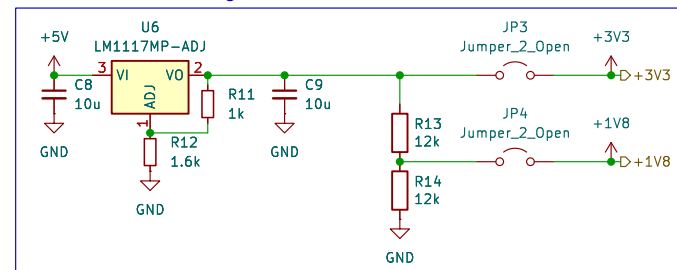 U6
LM1117MP-ADJ
+5V
3
VI
VO
2
ADJ
1
C8
10u
GND
R11
1k
R12
1.6k
GND
C9
10u
GND
R13
12k
R14
12k
GND
JP3
Jumper_2_Open
+3V3
+3V3
JP4
Jumper_2_Open
+1V8
+1V8